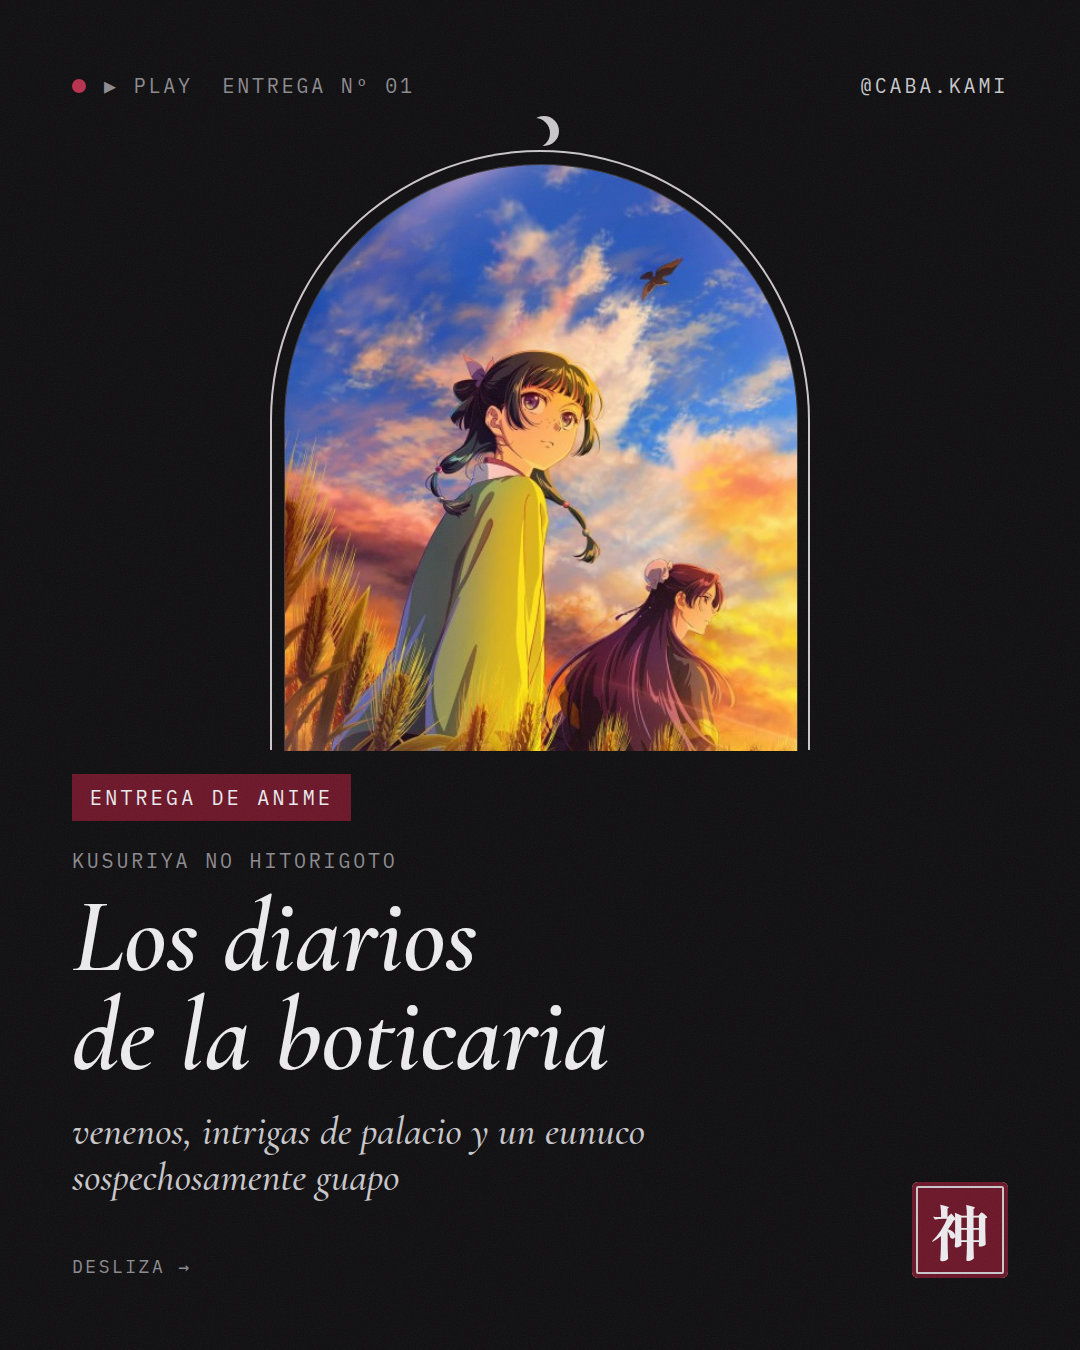 ▶ PLAY ENTREGA Nº 01
@CABA.KAMI
ENTREGA DE ANIME
KUSURIYA NO HITORIGOTO
Los diarios
de la boticaria
venenos, intrigas de palacio y un eunuco
sospechosamente guapo
神
DESLIZA →